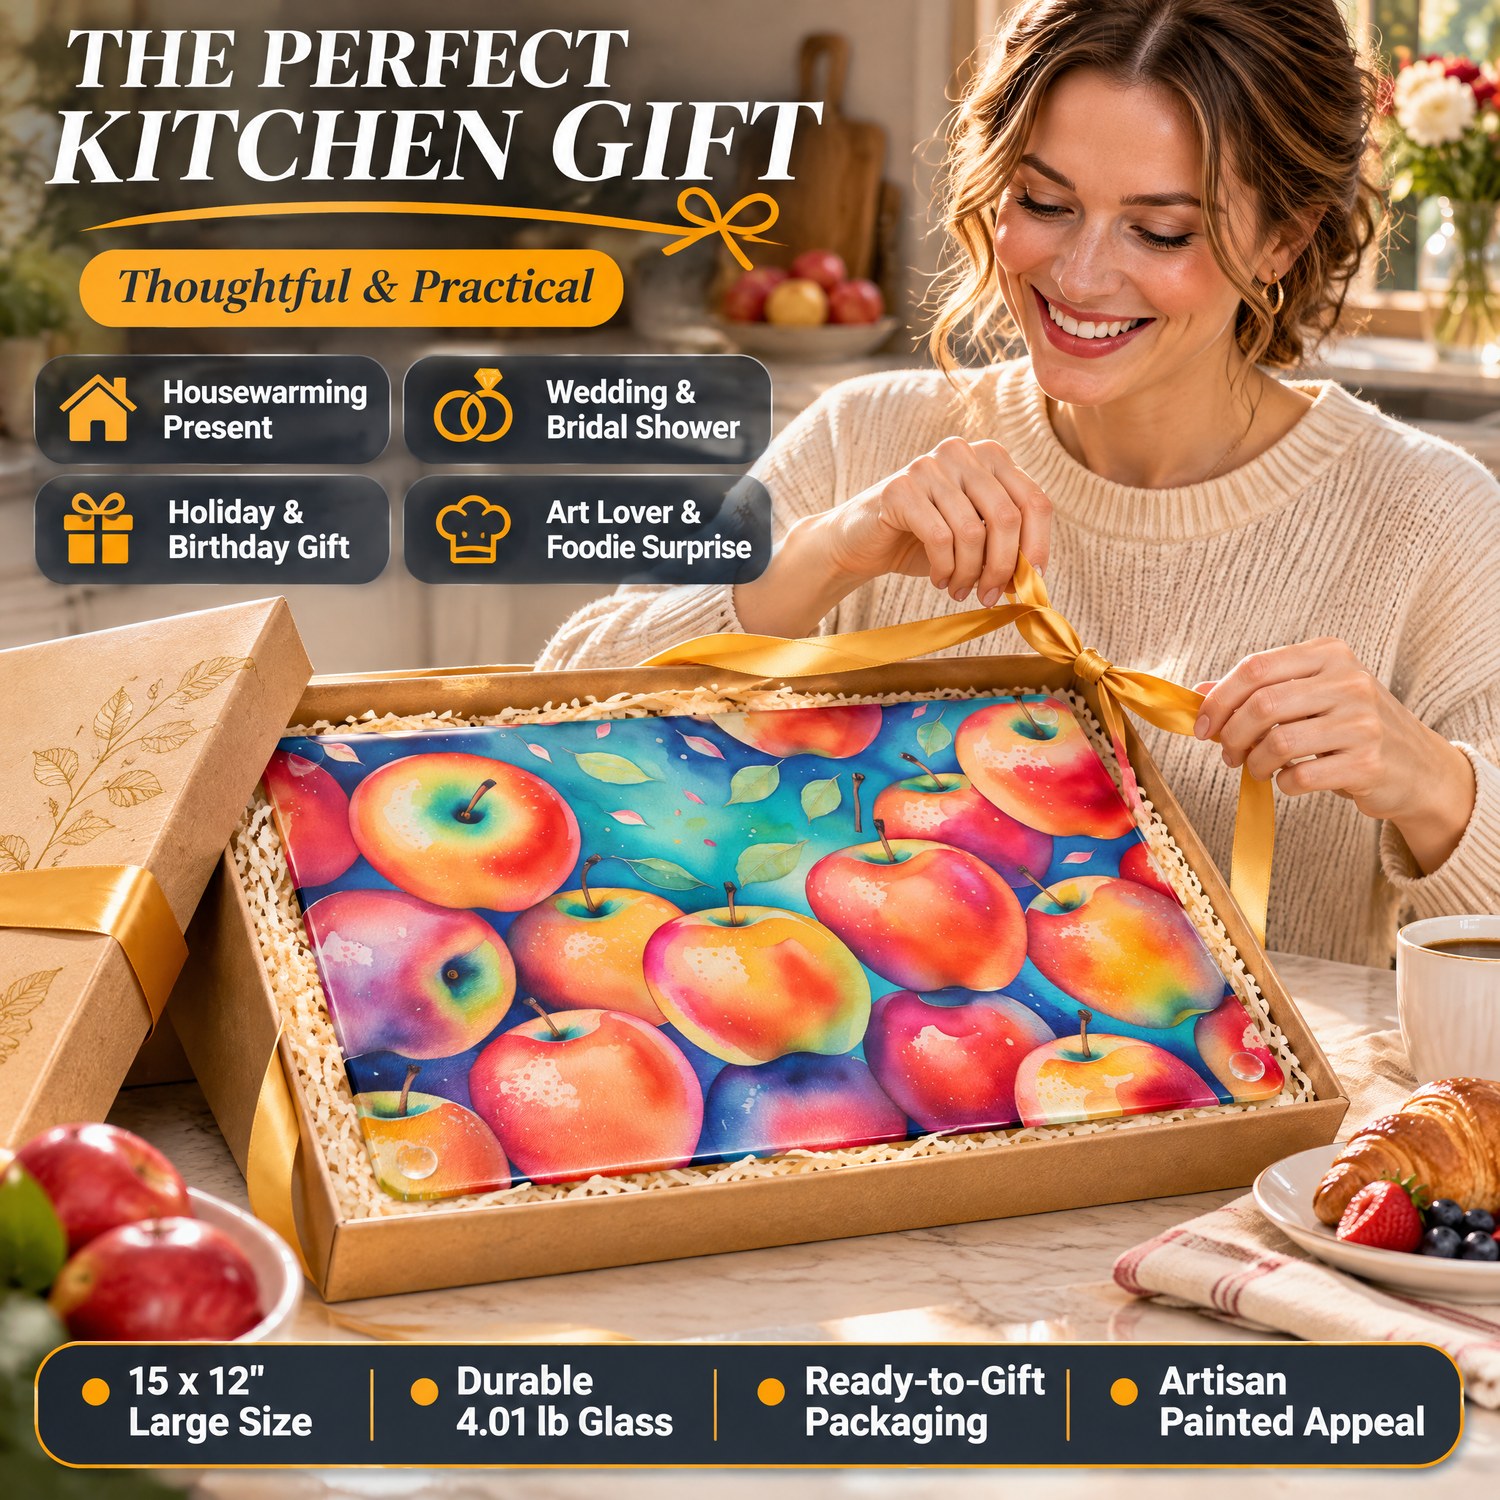 THE PERFECT
KITCHEN GIFT
Thoughtful & Practical
Housewarming
Present
Wedding &
Bridal Shower
Holiday &
Birthday Gift
Art Lover &
Foodie Surprise
15 x 12"
Large Size
Durable
4.01 lb Glass
Ready-to-Gift
Packaging
Artisan
Painted Appeal